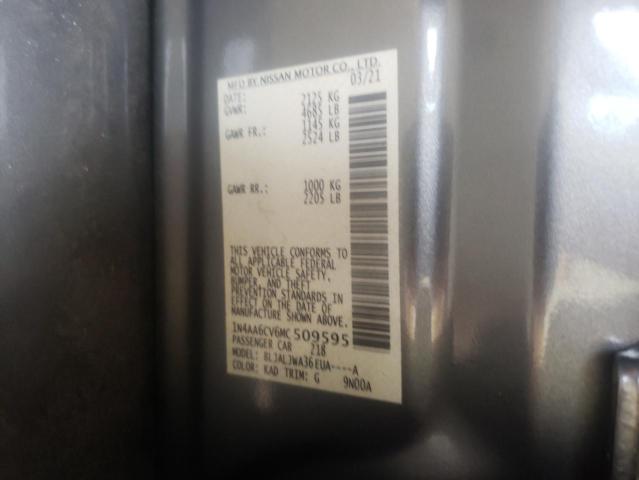 MFD BY NISSAN MOTOR CO., LTD.
DATE: 03/21
GVWR: 2125 KG
4685 LB
GAWR FR.: 1145 KG
2524 LB
GAWR RR.: 1000 KG
2205 LB
THIS VEHICLE CONFORMS TO
ALL APPLICABLE FEDERAL
MOTOR VEHICLE SAFETY,
BUMPER, AND THEFT
PREVENTION STANDARDS IN
EFFECT ON THE DATE OF
MANUFACTURE SHOWN ABOVE.
1N4AA6CV6MC509595
PASSENGER CAR 218
MODEL: BLJALJWA36EUA----A
COLOR: KAD TRIM: G 9N00A